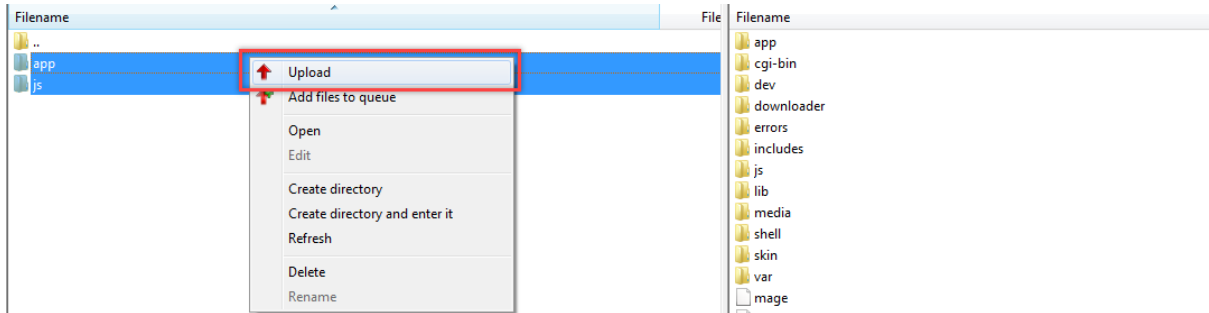 Filename
File
..
app
js
Upload
Add files to queue
Open
Edit
Create directory
Create directory and enter it
Refresh
Delete
Rename
Filename
app
cgi-bin
dev
downloader
errors
includes
js
lib
media
shell
skin
var
mage